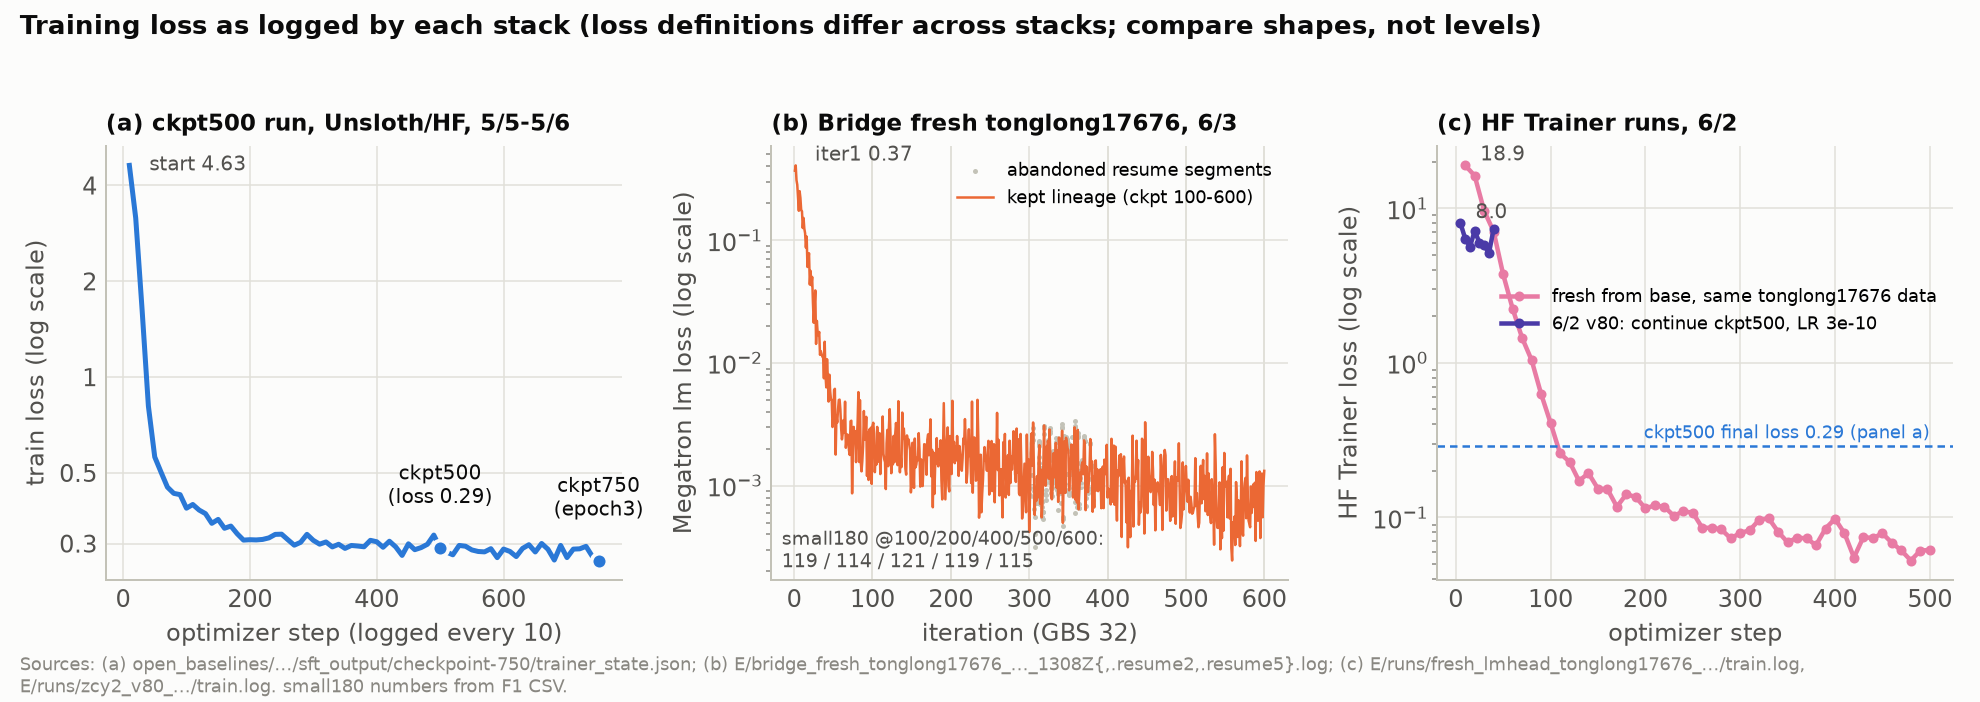 Training loss as logged by each stack (loss definitions differ across stacks; compare shapes, not levels)
(a) ckpt500 run, Unsloth/HF, 5/5-5/6
start 4.63
4
2
1
0.5
0.3
train loss (log scale)
ckpt500
(loss 0.29)
ckpt750
(epoch3)
0 200 400 600
optimizer step (logged every 10)
(b) Bridge fresh tonglong17676, 6/3
iter1 0.37
abandoned resume segments
kept lineage (ckpt 100-600)
10⁻¹
10⁻²
10⁻³
Megatron lm loss (log scale)
small180 @100/200/400/500/600:
119 / 114 / 121 / 119 / 115
0 100 200 300 400 500 600
iteration (GBS 32)
(c) HF Trainer runs, 6/2
18.9
8.0
10¹
10⁰
10⁻¹
HF Trainer loss (log scale)
fresh from base, same tonglong17676 data
6/2 v80: continue ckpt500, LR 3e-10
ckpt500 final loss 0.29 (panel a)
0 100 200 300 400 500
optimizer step
Sources: (a) open_baselines/.../sft_output/checkpoint-750/trainer_state.json; (b) E/bridge_fresh_tonglong17676_..._1308Z{,.resume2,.resume5}.log; (c) E/runs/fresh_lmhead_tonglong17676_.../train.log,
E/runs/zcy2_v80_.../train.log. small180 numbers from F1 CSV.